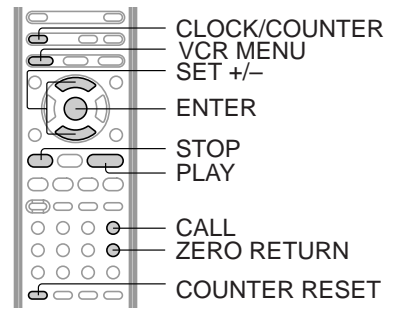 CLOCK/COUNTER
VCR MENU
SET +/–
ENTER
STOP
PLAY
CALL
ZERO RETURN
COUNTER RESET